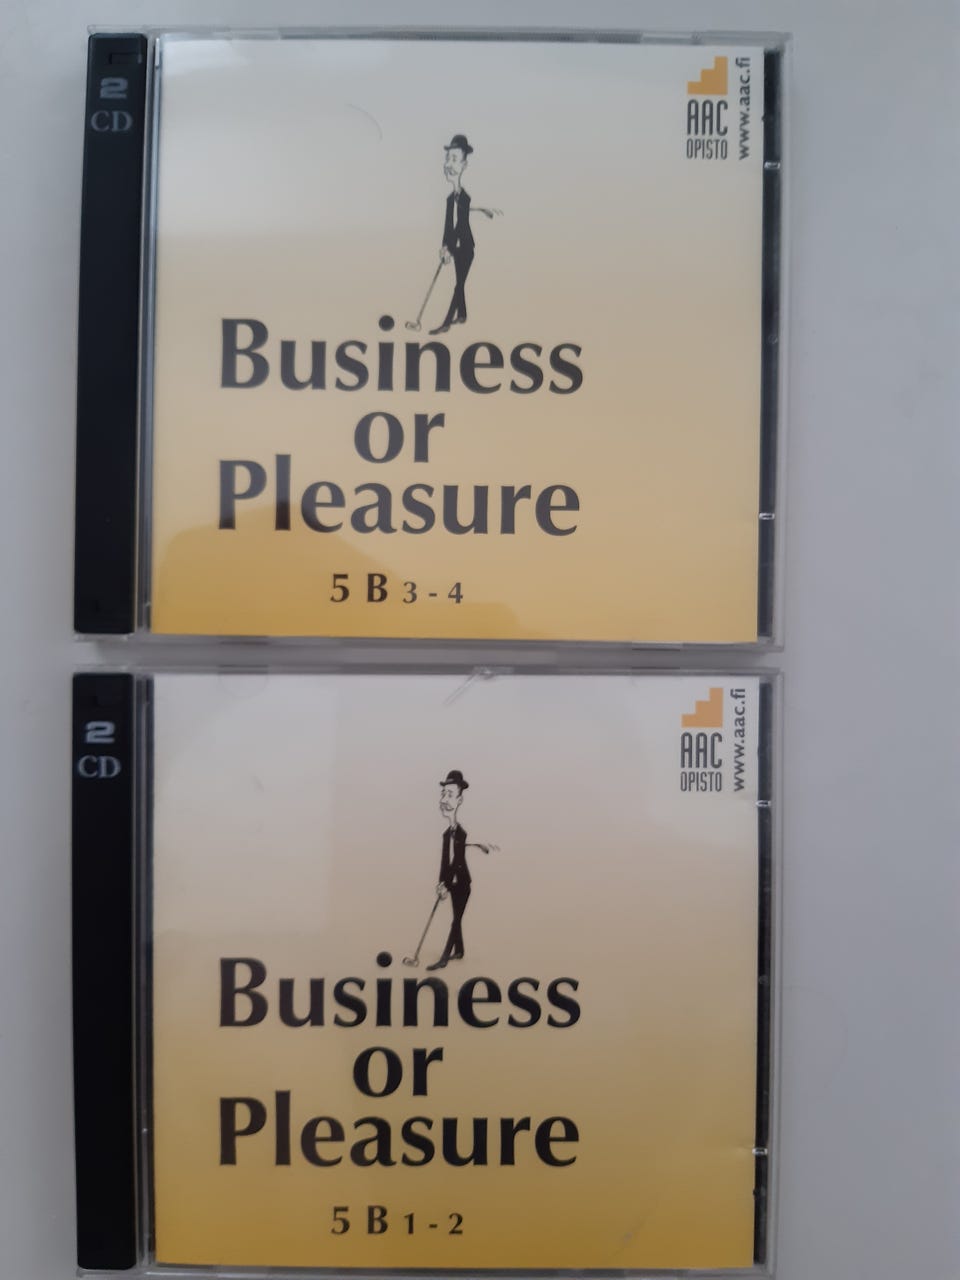 2
CD
AAC
OPISTO
www.aac.fi
Business
or
Pleasure
5 B 3 - 4
2
CD
AAC
OPISTO
www.aac.fi
Business
or
Pleasure
5 B 1 - 2